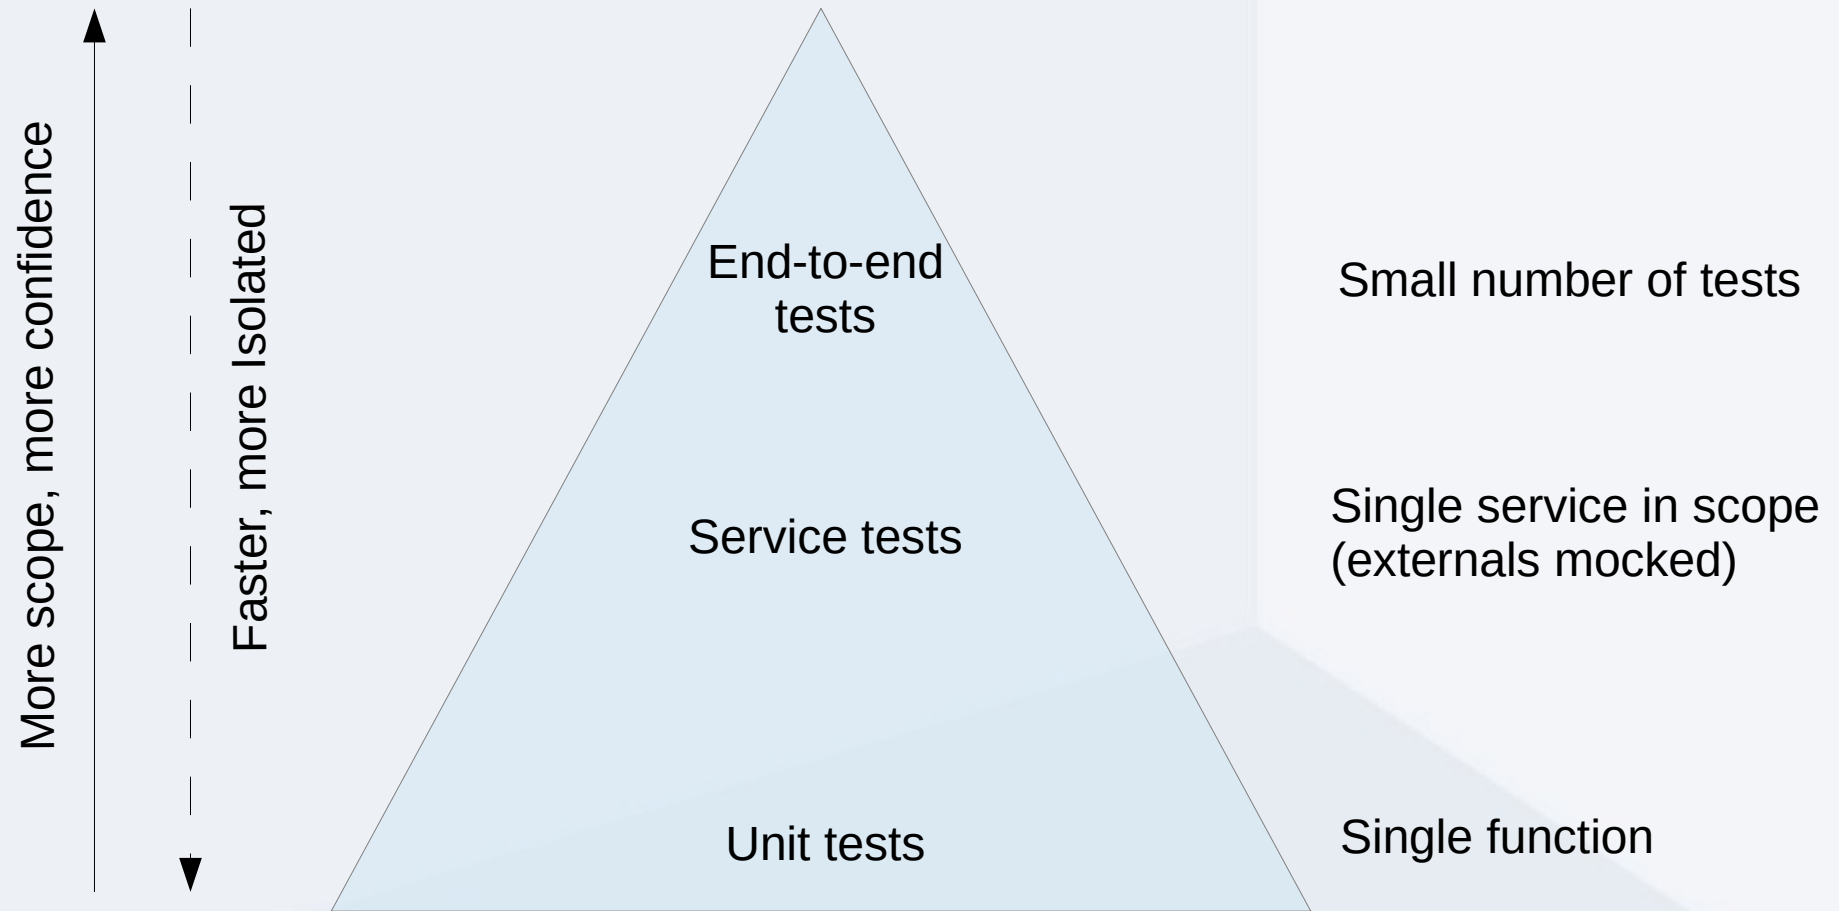 More scope, more confidence
Faster, more Isolated
End-to-end
tests
Small number of tests
Service tests
Single service in scope
(externals mocked)
Unit tests
Single function